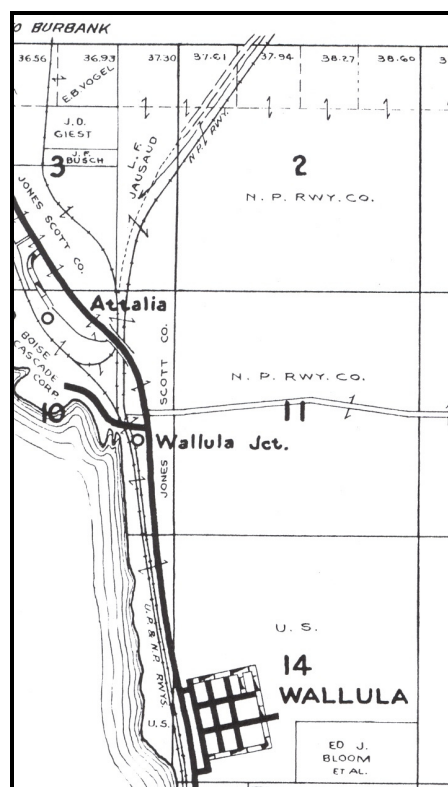 O BURBANK
36.56 36.93 37.30 37.61 37.94 38.27 38.60 3
E.B. VOGEL
J.D.
GIEST
J.F.
BUSCH
L.F.
JAUSAUD
N.P. RWY.
3
2
N. P. RWY. CO.
JONES SCOTT CO.
Attalia
BOISE
CASCADE
CORP.
JONES SCOTT CO.
N. P. RWY. CO.
10
11
Wallula Jct.
U.P. & N.P. RWYS.
U.S.
U. S.
14
WALLULA
ED J.
BLOOM
ET AL.